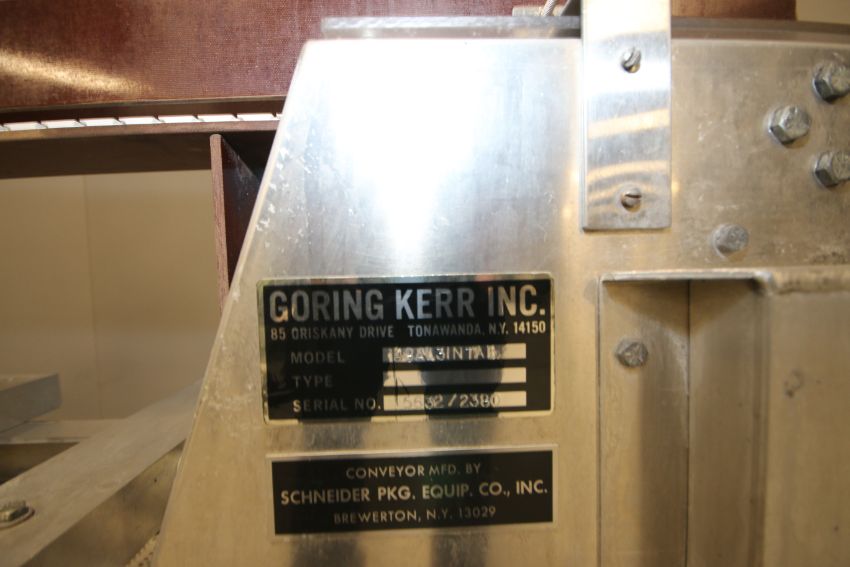 GORING KERR INC.
85 ORISKANY DRIVE TONAWANDA, N.Y. 14150
MODEL
TYPE
SERIAL NO.
CONVEYOR MFD. BY
SCHNEIDER PKG. EQUIP. CO., INC.
BREWERTON, N.Y. 13029